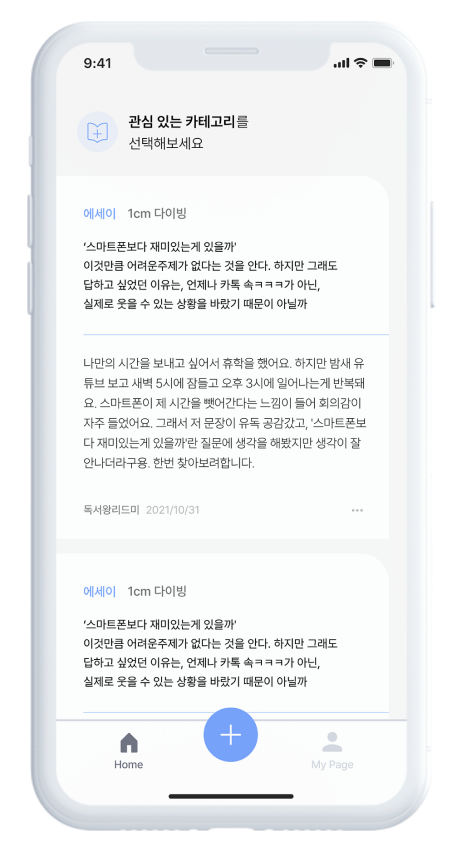 9:41
관심 있는 카테고리를
선택해보세요
에세이 1cm 다이빙
'스마트폰보다 재미있는게 있을까'
이것만큼 어려운주제가 없다는 것을 안다. 하지만 그래도
답하고 싶었던 이유는, 언제나 카톡 속ㅋㅋㅋ가 아닌,
실제로 웃을 수 있는 상황을 바랐기 때문이 아닐까
나만의 시간을 보내고 싶어서 휴학을 했어요. 하지만 밤새 유
튜브 보고 새벽 5시에 잠들고 오후 3시에 일어나는게 반복돼
요. 스마트폰이 제 시간을 뺏어간다는 느낌이 들어 회의감이
자주 들었어요. 그래서 저 문장이 유독 공감갔고, '스마트폰보
다 재미있는게 있을까'란 질문에 생각을 해봤지만 생각이 잘
안나더라구용. 한번 찾아보려합니다.
독서왕리드미 2021/10/31
에세이 1cm 다이빙
'스마트폰보다 재미있는게 있을까'
이것만큼 어려운주제가 없다는 것을 안다. 하지만 그래도
답하고 싶었던 이유는, 언제나 카톡 속ㅋㅋㅋ가 아닌,
실제로 웃을 수 있는 상황을 바랐기 때문이 아닐까
Home
My Page